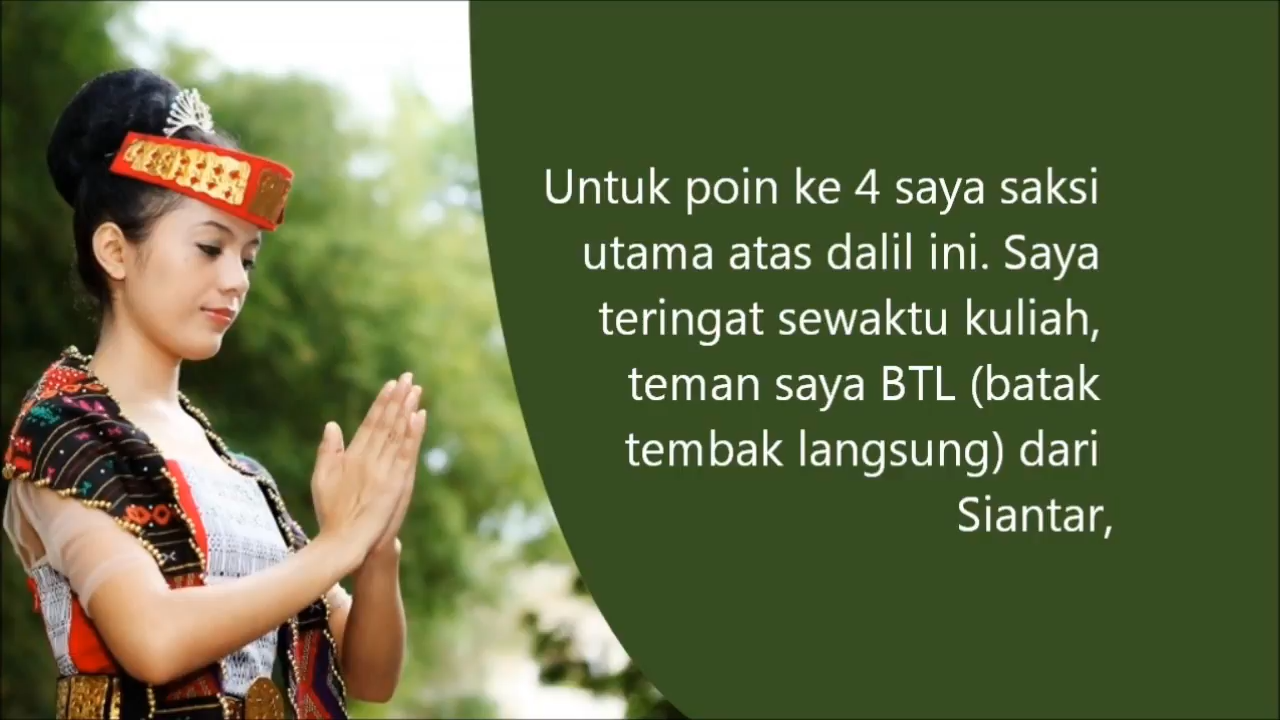 Untuk poin ke 4 saya saksi
utama atas dalil ini. Saya
teringat sewaktu kuliah,
teman saya BTL (batak
tembak langsung) dari
Siantar,